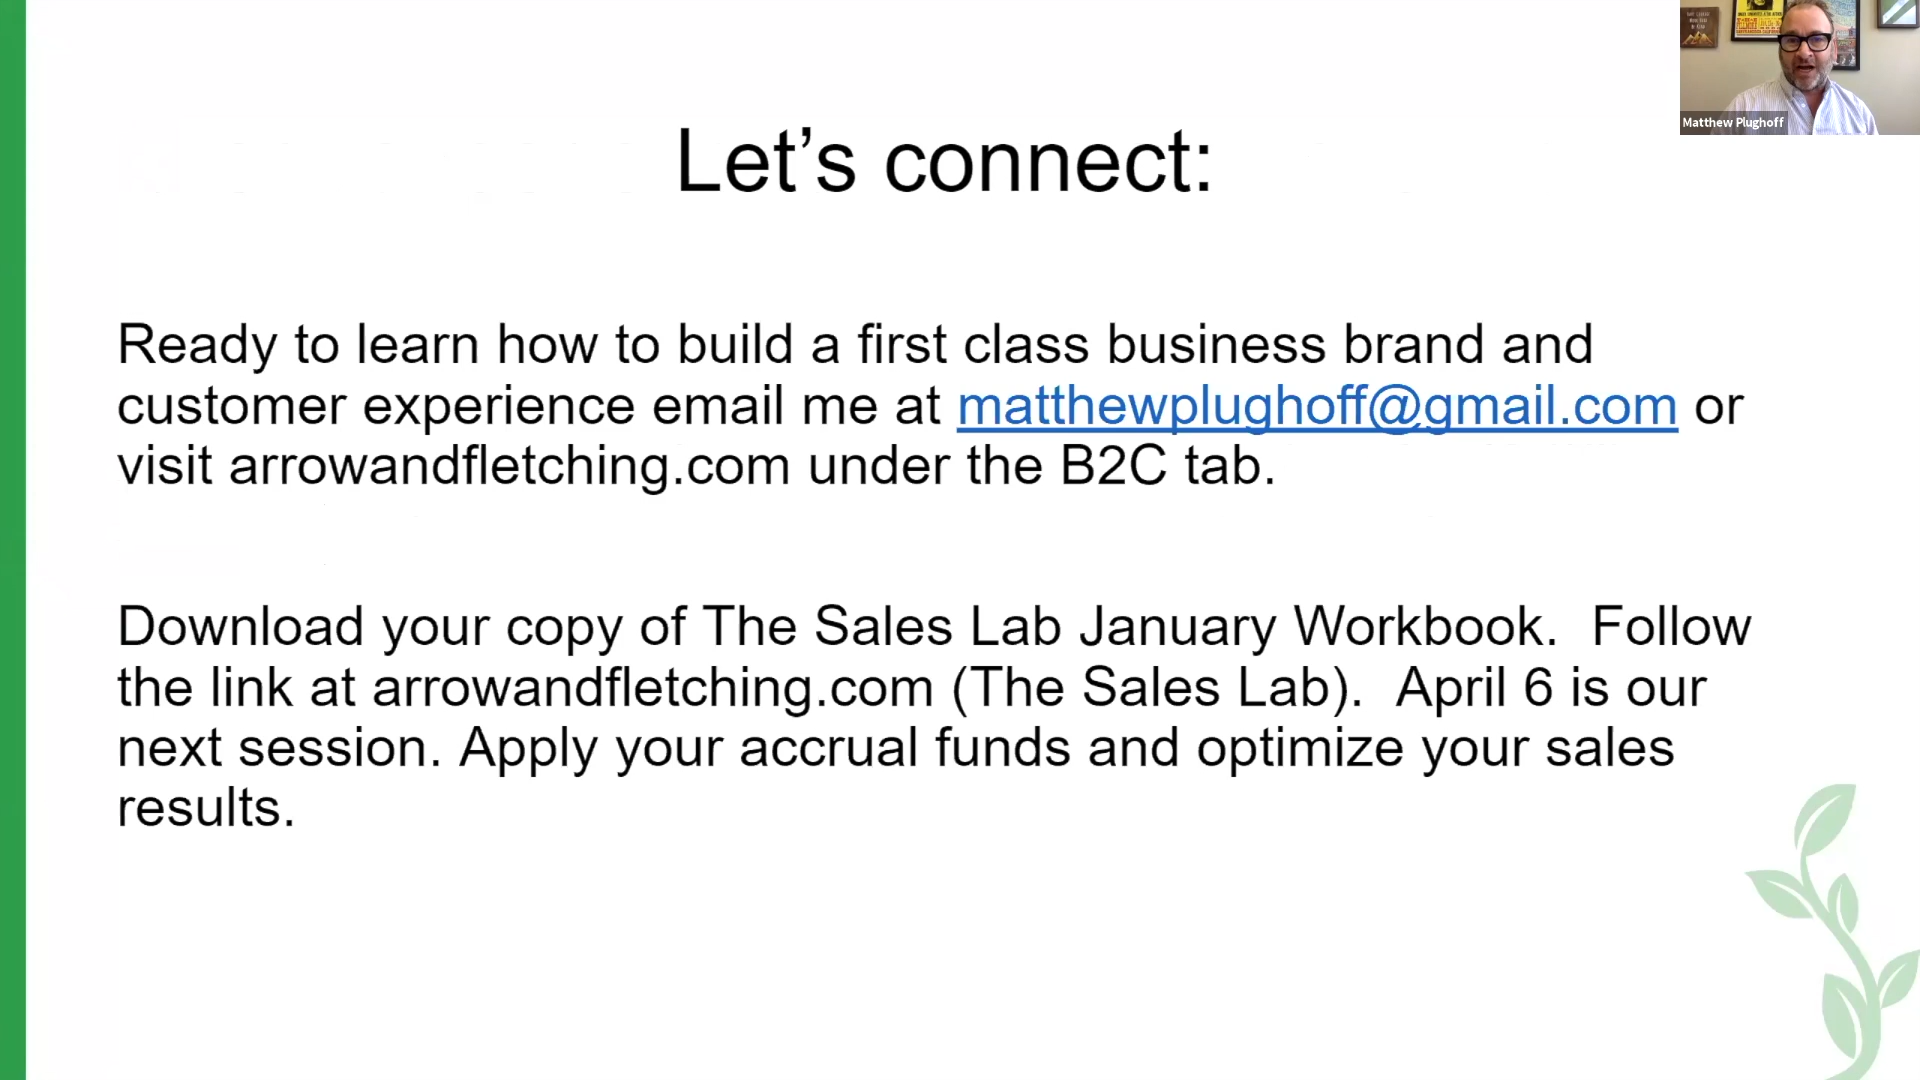 Matthew Plughoff
Let’s connect:
Ready to learn how to build a first class business brand and
customer experience email me at matthewplughoff@gmail.com or
visit arrowandfletching.com under the B2C tab.
Download your copy of The Sales Lab January Workbook.  Follow
the link at arrowandfletching.com (The Sales Lab).  April 6 is our
next session. Apply your accrual funds and optimize your sales
results.